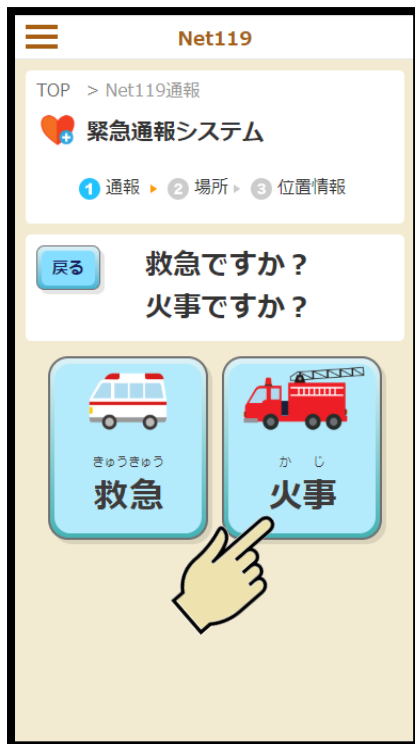 Net119
TOP > Net119通報
緊急通報システム
1 通報 ▶ 2 場所 ▶ 3 位置情報
戻る
救急ですか？
火事ですか？
きゅうきゅう
救急
かじ
火事